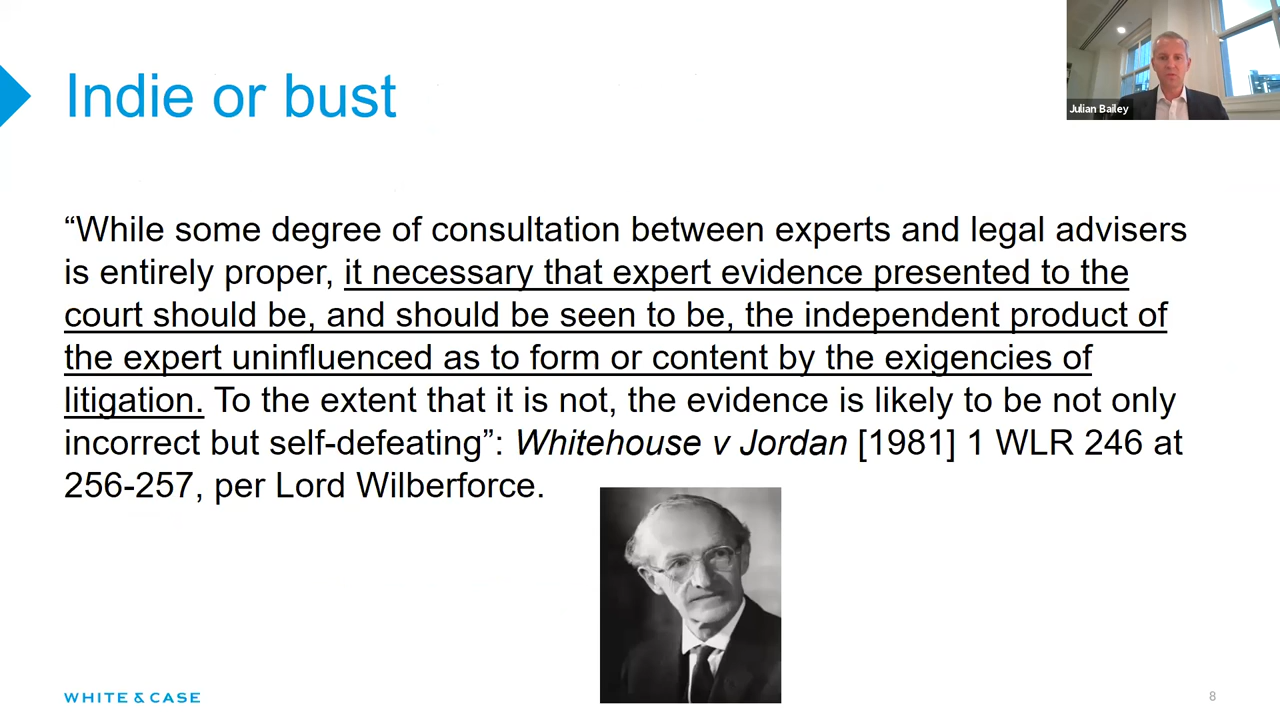 Indie or bust
Julian Bailey
“While some degree of consultation between experts and legal advisers
is entirely proper, it necessary that expert evidence presented to the
court should be, and should be seen to be, the independent product of
the expert uninfluenced as to form or content by the exigencies of
litigation. To the extent that it is not, the evidence is likely to be not only
incorrect but self-defeating”: Whitehouse v Jordan [1981] 1 WLR 246 at
256-257, per Lord Wilberforce.
WHITE & CASE
8